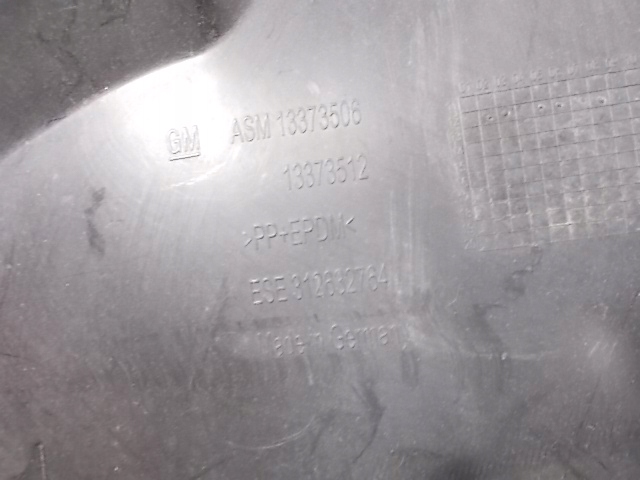 GM ASM 13373506
13373512
>PP+EPDM<
ESE 312632764
Made in Germany